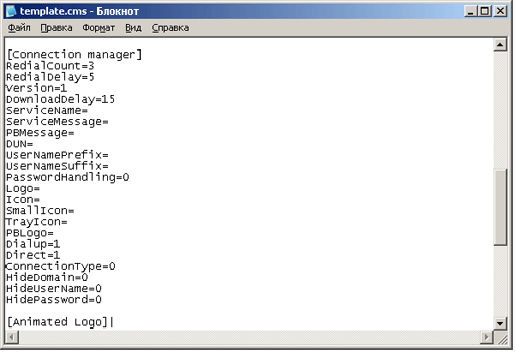 template.cms - Блокнот
Файл Правка Формат Вид Справка
[Connection manager]
RedialCount=3
RedialDelay=5
Version=1
DownloadDelay=15
ServiceName=
ServiceMessage=
PBMessage=
DUN=
UserNamePrefix=
UserNameSuffix=
PasswordHandling=0
Logo=
Icon=
SmallIcon=
TrayIcon=
PBLogo=
Dialup=1
Direct=1
ConnectionType=0
HideDomain=0
HideUserName=0
HidePassword=0
[Animated Logo]